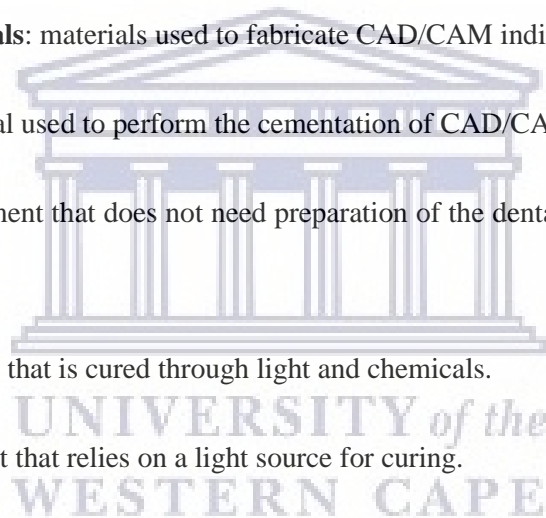 als: materials used to fabricate CAD/CAM indi
al used to perform the cementation of CAD/CA
nent that does not need preparation of the denta
that is cured through light and chemicals.
UNIVERSITY of the
t that relies on a light source for curing.
WESTERN CAPE